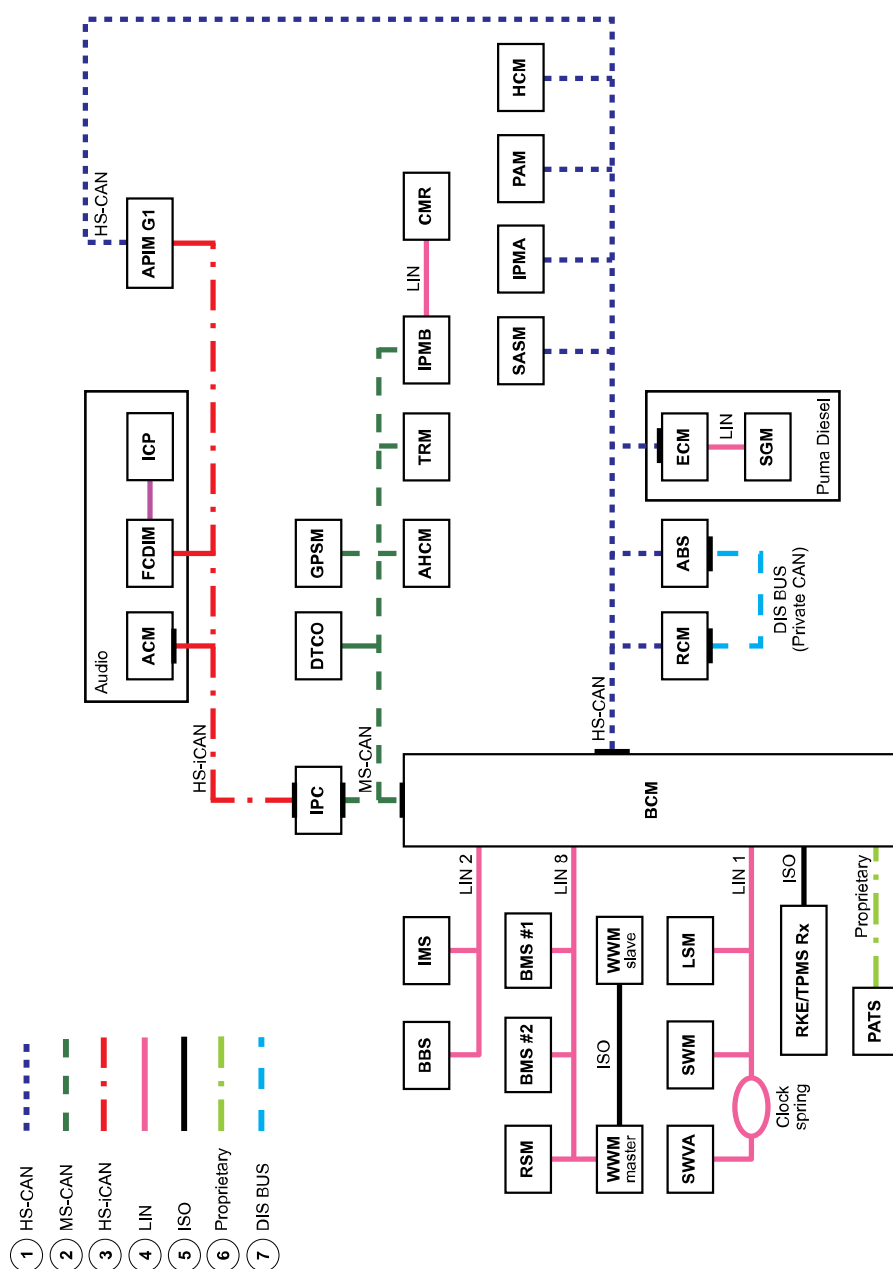 1 HS-CAN
2 MS-CAN
3 HS-iCAN
4 LIN
5 ISO
6 Proprietary
7 DIS BUS
Audio
ACM
FCDIM
ICP
APIM G1
HS-CAN
HS-iCAN
IPC
MS-CAN
DTCO
GPSM
AHCM
TRM
IPMB
LIN
CMR
BBS
IMS
LIN 2
RSM
BMS #2
BMS #1
LIN 8
WWM
master
ISO
WWM
slave
SWVA
Clock
spring
SWM
LSM
LIN 1
RKE/TPMS Rx
ISO
PATS
Proprietary
BCM
HS-CAN
SASM
IPMA
PAM
HCM
RCM
ABS
DIS BUS
(Private CAN)
ECM
LIN
SGM
Puma Diesel